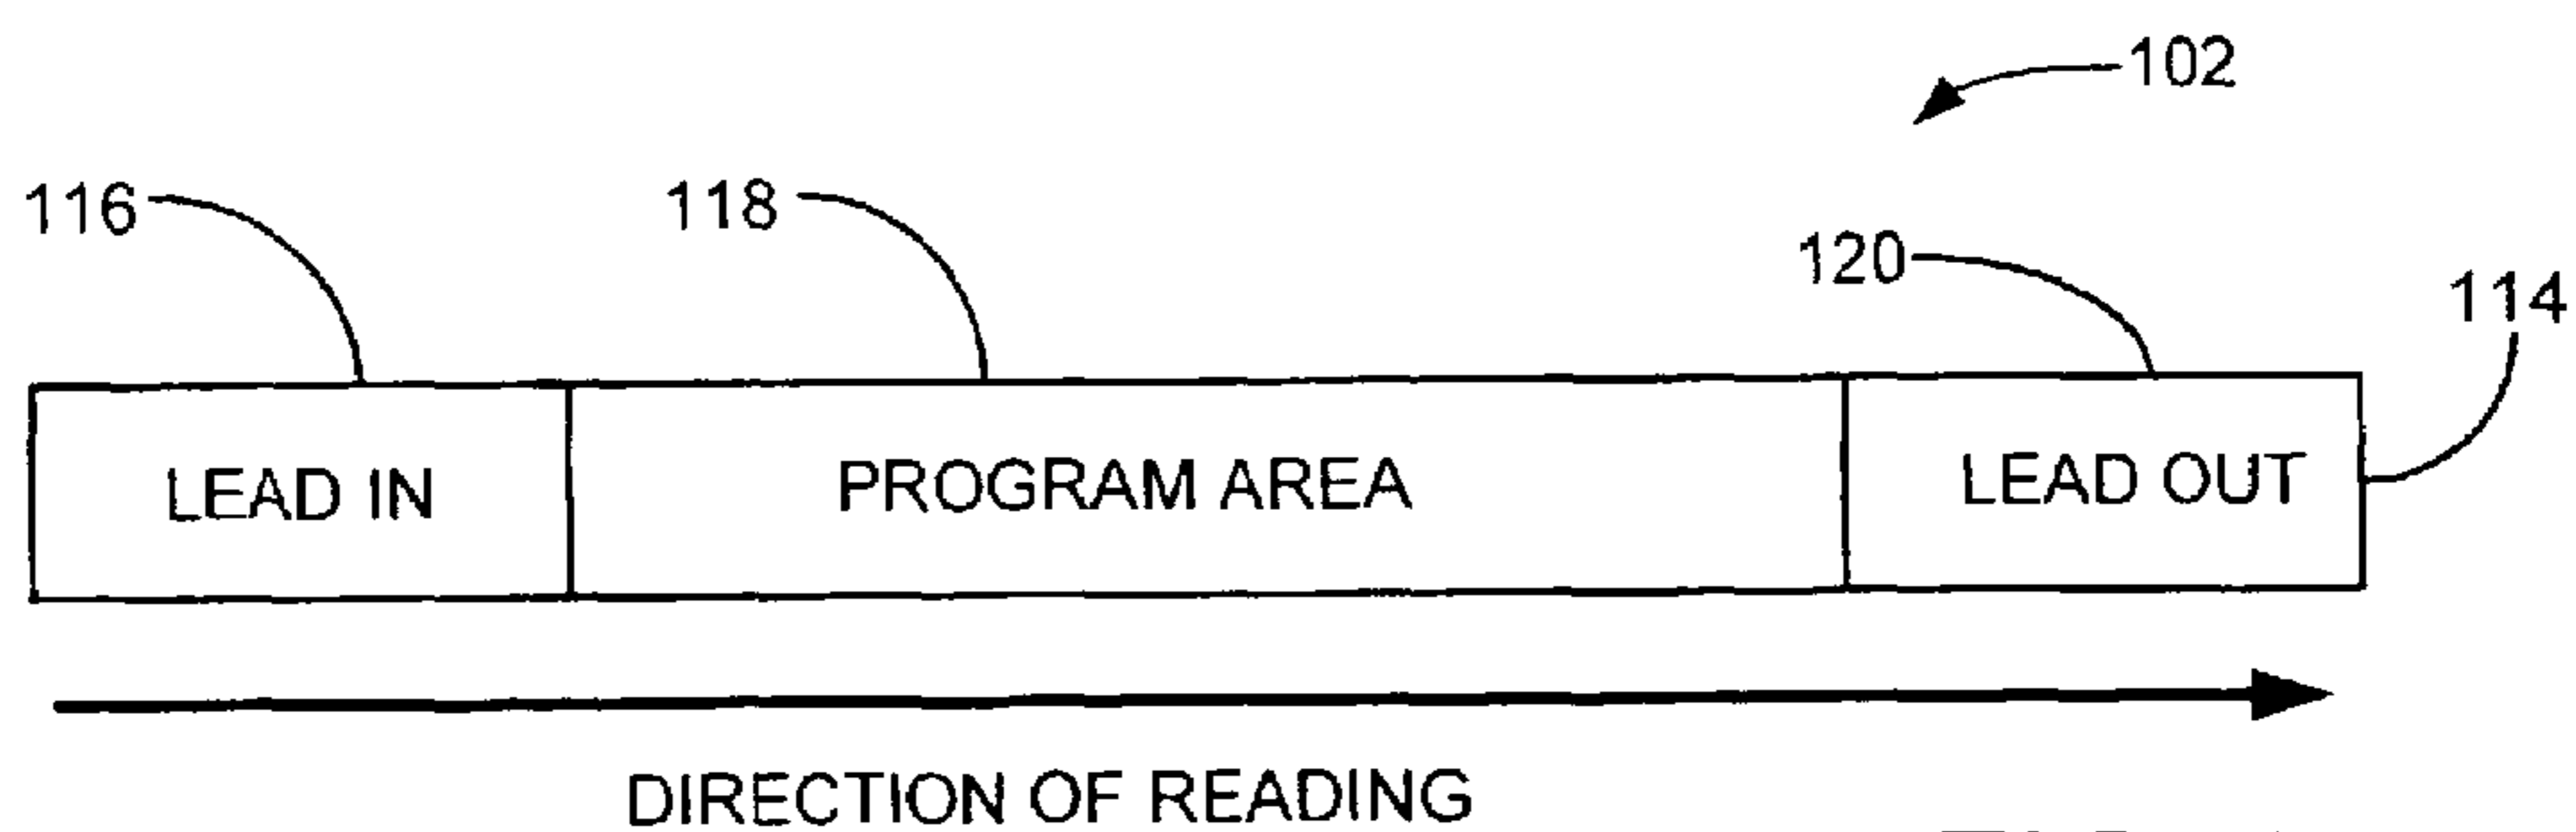 102
116
118
120
114
LEAD IN
PROGRAM AREA
LEAD OUT
DIRECTION OF READING